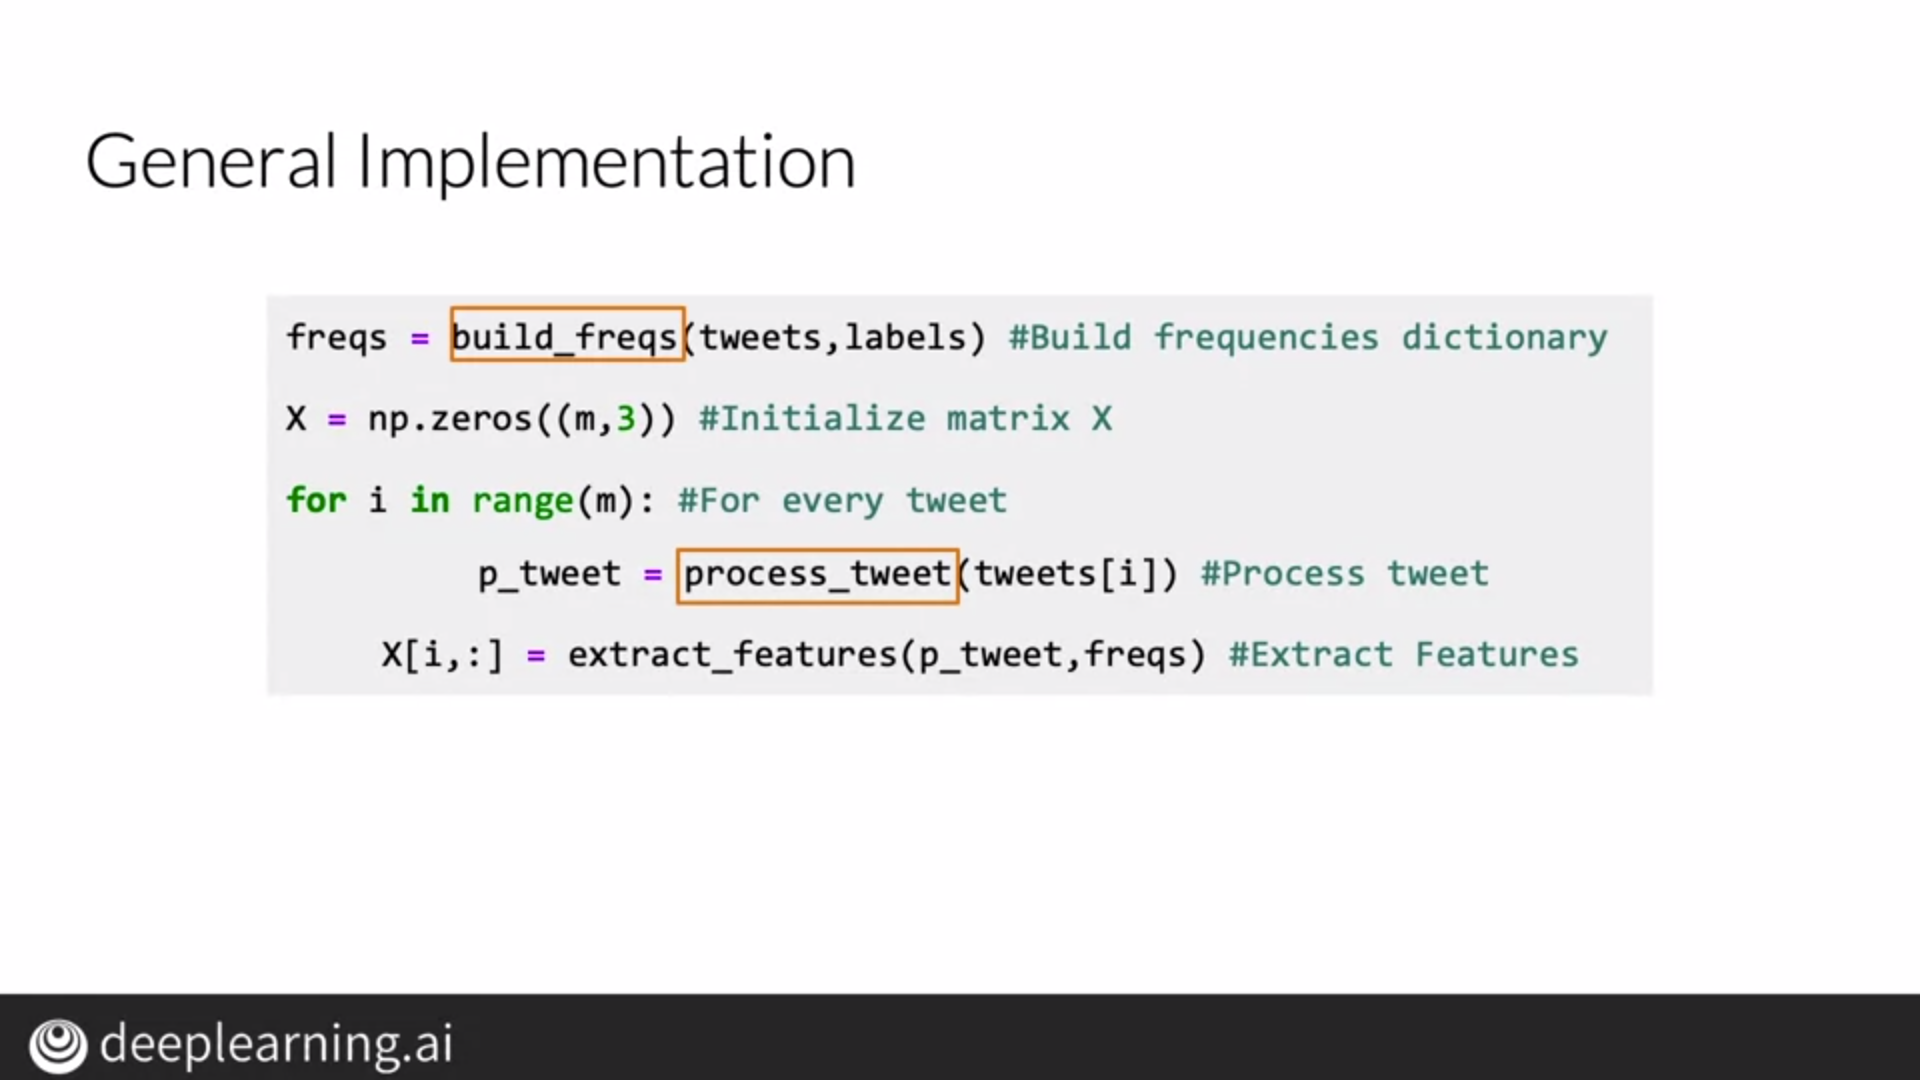 General Implementation
freqs = build_freqs(tweets,labels) #Build frequencies dictionary
X = np.zeros((m,3)) #Initialize matrix X
for i in range(m): #For every tweet
p_tweet = process_tweet(tweets[i]) #Process tweet
X[i,:] = extract_features(p_tweet,freqs) #Extract Features
deeplearning.ai